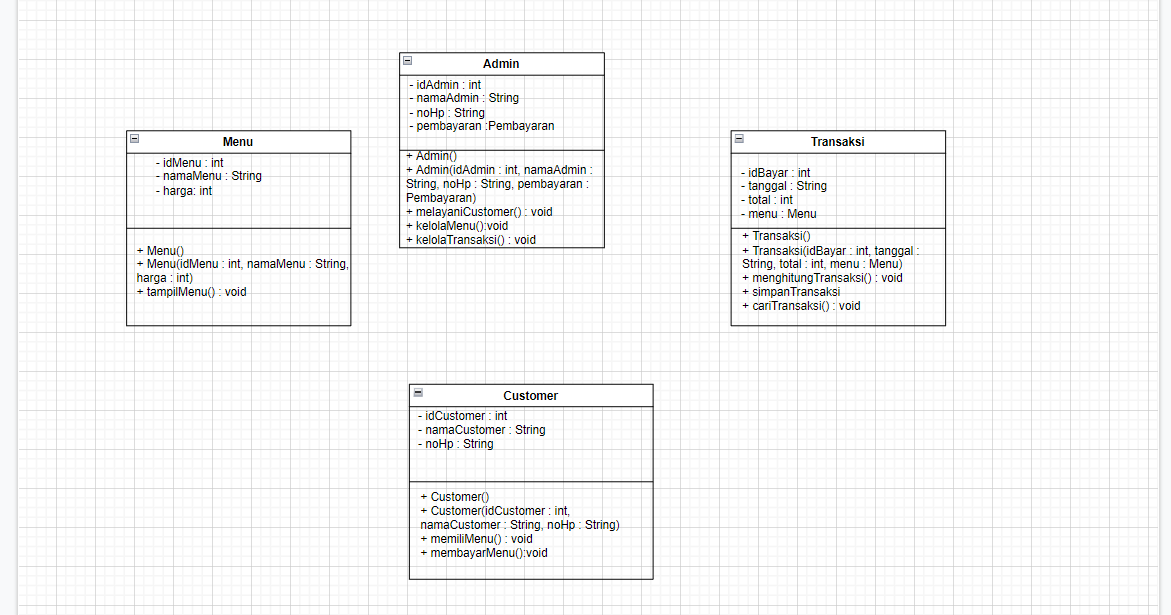 Admin
- idAdmin : int
- namaAdmin : String
- noHp : String
- pembayaran :Pembayaran
+ Admin()
+ Admin(idAdmin : int, namaAdmin :
String, noHp : String, pembayaran :
Pembayaran)
+ melayaniCustomer() : void
+ kelolaMenu():void
+ kelolaTransaksi() : void
Menu
- idMenu : int
- namaMenu : String
- harga: int
+ Menu()
+ Menu(idMenu : int, namaMenu : String,
harga : int)
+ tampilMenu() : void
Transaksi
- idBayar : int
- tanggal : String
- total : int
- menu : Menu
+ Transaksi()
+ Transaksi(idBayar : int, tanggal :
String, total : int, menu : Menu)
+ menghitungTransaksi() : void
+ simpanTransaksi
+ cariTransaksi() : void
Customer
- idCustomer : int
- namaCustomer : String
- noHp : String
+ Customer()
+ Customer(idCustomer : int,
namaCustomer : String, noHp : String)
+ memiliMenu() : void
+ membayarMenu():void